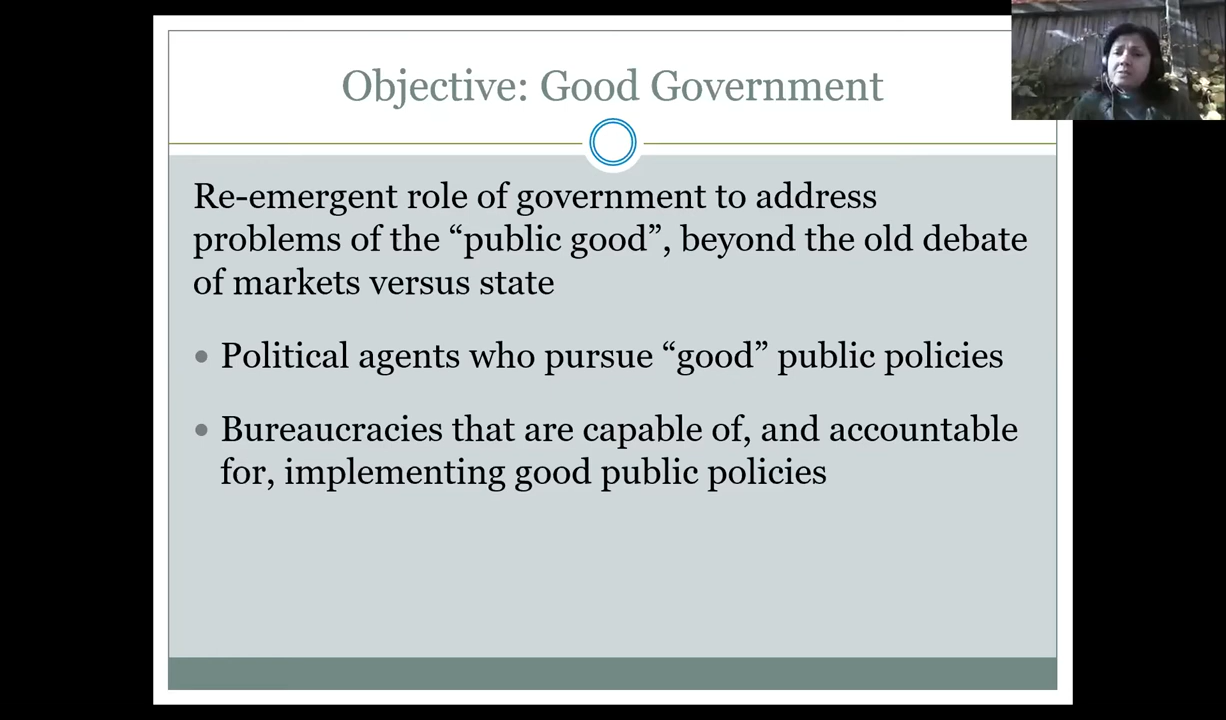 Objective: Good Government
Re-emergent role of government to address
problems of the “public good”, beyond the old debate
of markets versus state
• Political agents who pursue “good” public policies
• Bureaucracies that are capable of, and accountable
for, implementing good public policies